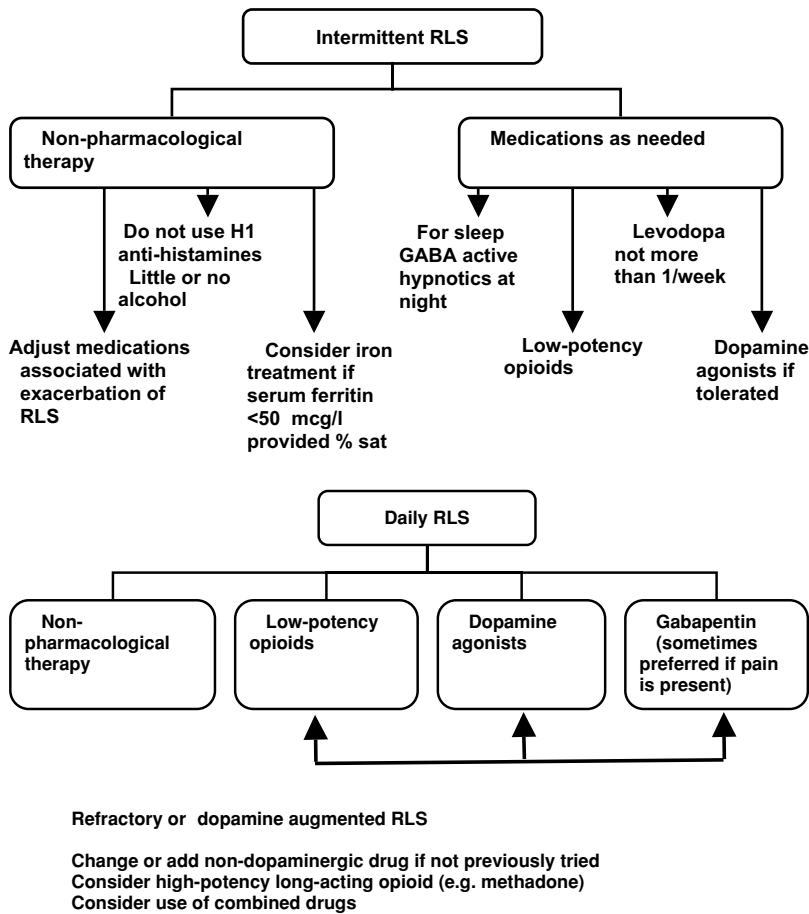 Intermittent RLS
Non-pharmacological
therapy
Medications as needed
Do not use H1
anti-histamines
Little or no
alcohol
For sleep
GABA active
hypnotics at
night
Levodopa
not more
than 1/week
Adjust medications
associated with
exacerbation of
RLS
Consider iron
treatment if
serum ferritin
<50 mcg/l
provided % sat
Low-potency
opioids
Dopamine
agonists if
tolerated
Daily RLS
Non-
pharmacological
therapy
Low-potency
opioids
Dopamine
agonists
Gabapentin
(sometimes
preferred if pain
is present)
Refractory or dopamine augmented RLS
Change or add non-dopaminergic drug if not previously tried
Consider high-potency long-acting opioid (e.g. methadone)
Consider use of combined drugs